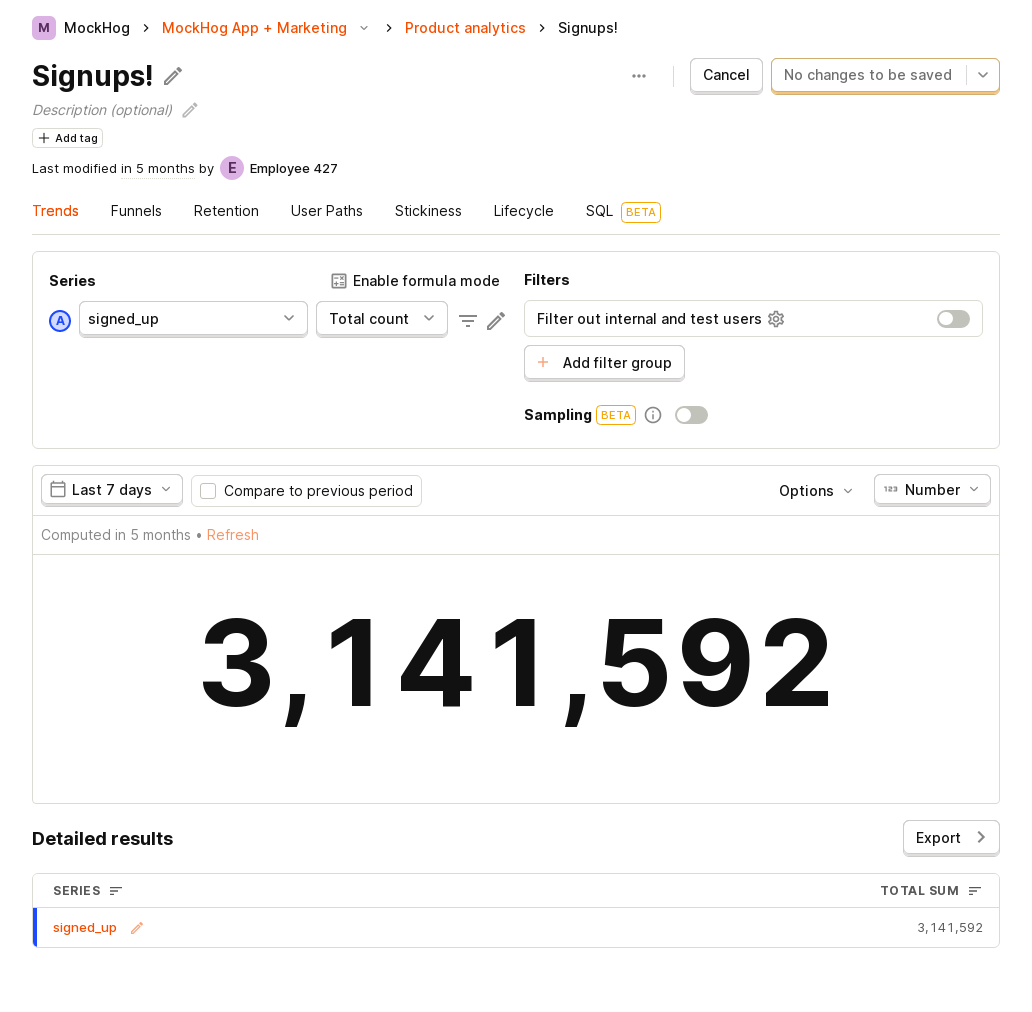 M MockHog > MockHog App + Marketing > Product analytics > Signups!
Signups!
Cancel
No changes to be saved
Description (optional)
+ Add tag
Last modified in 5 months by E Employee 427
Trends Funnels Retention User Paths Stickiness Lifecycle SQL BETA
Series
Enable formula mode
A signed_up
Total count
Filters
Filter out internal and test users
+ Add filter group
Sampling BETA
Last 7 days
Compare to previous period
Options
123 Number
Computed in 5 months • Refresh
3,141,592
Detailed results
Export
SERIES
TOTAL SUM
signed_up
3,141,592